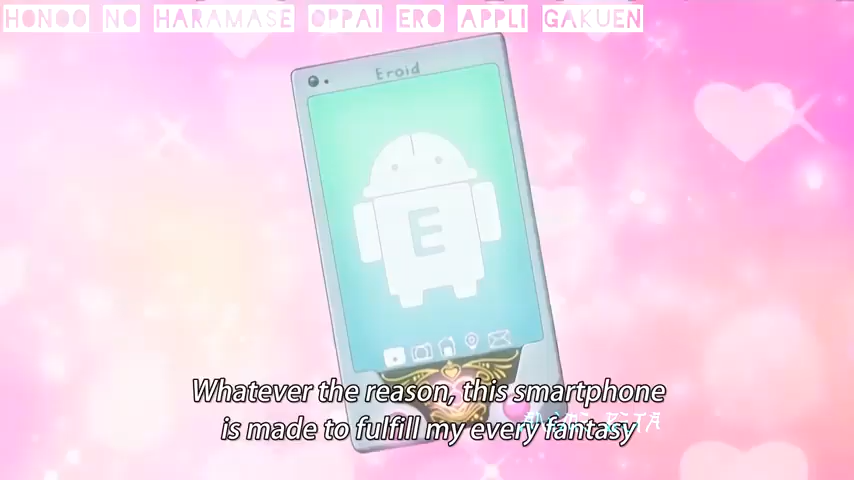 HONOO NO HARAMASE OPPAI ERO APPLI GAKUEN
Eroid
E
Whatever the reason, this smartphone
is made to fulfill my every fantasy